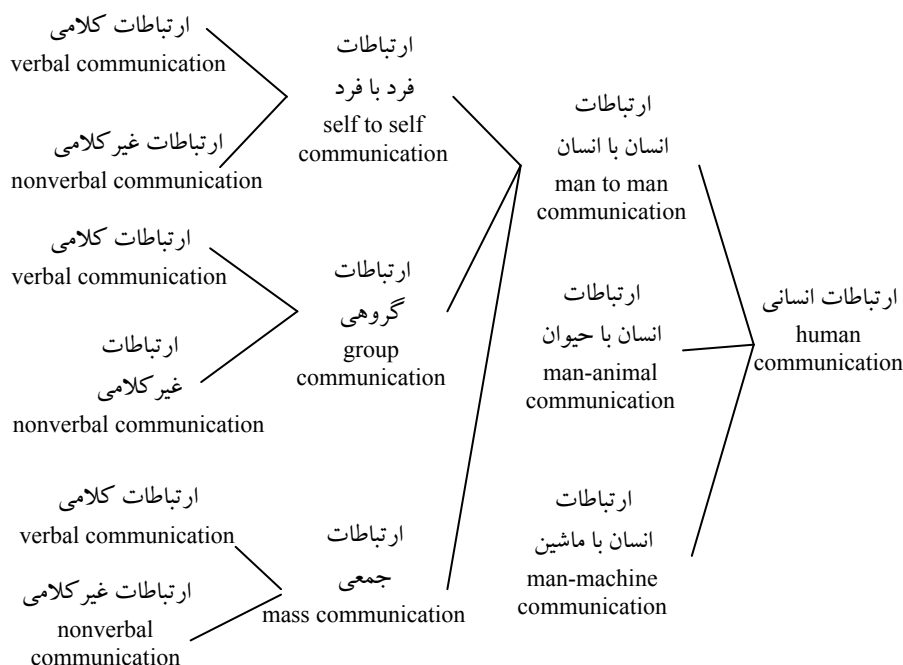 ارتباطات انسانی
human
communication
ارتباطات
انسان با انسان
man to man
communication
ارتباطات
انسان با حیوان
man-animal
communication
ارتباطات
انسان با ماشین
man-machine
communication
ارتباطات
فرد با فرد
self to self
communication
ارتباطات
گروهی
group
communication
ارتباطات
جمعی
mass communication
ارتباطات کلامی
verbal communication
ارتباطات غیرکلامی
nonverbal communication
ارتباطات کلامی
verbal communication
ارتباطات
غیرکلامی
nonverbal communication
ارتباطات کلامی
verbal communication
ارتباطات غیرکلامی
nonverbal
communication